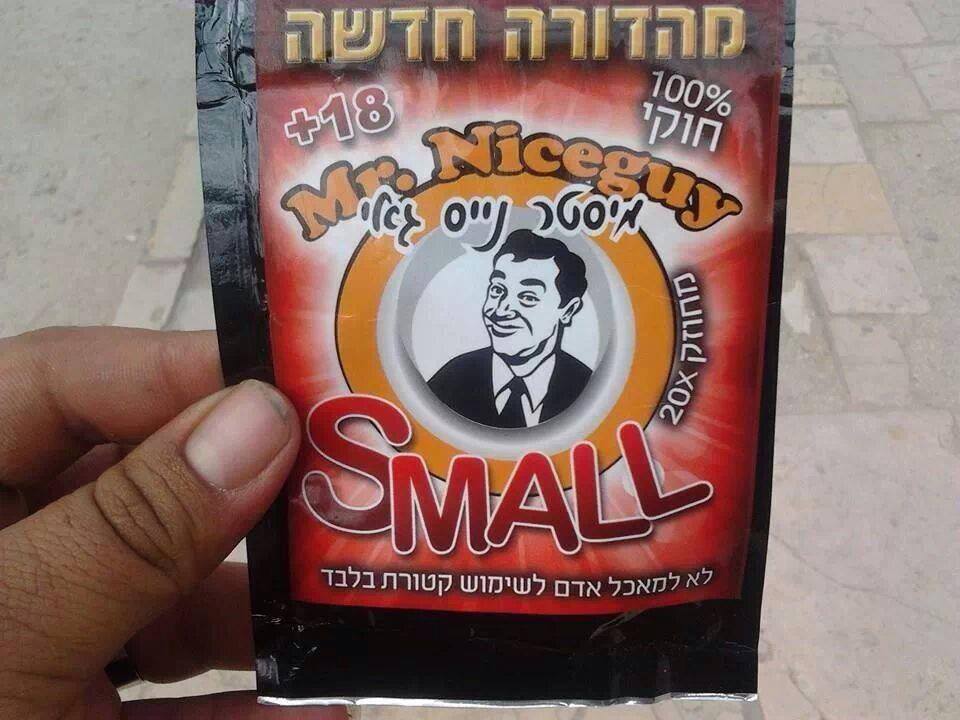 מהדורה חדשה
+18
100%
חוקי
Mr. Niceguy
מיסטר נייס גאי
מחוזק 20X
SMALL
לא למאכל אדם לשימוש קטורת בלבד